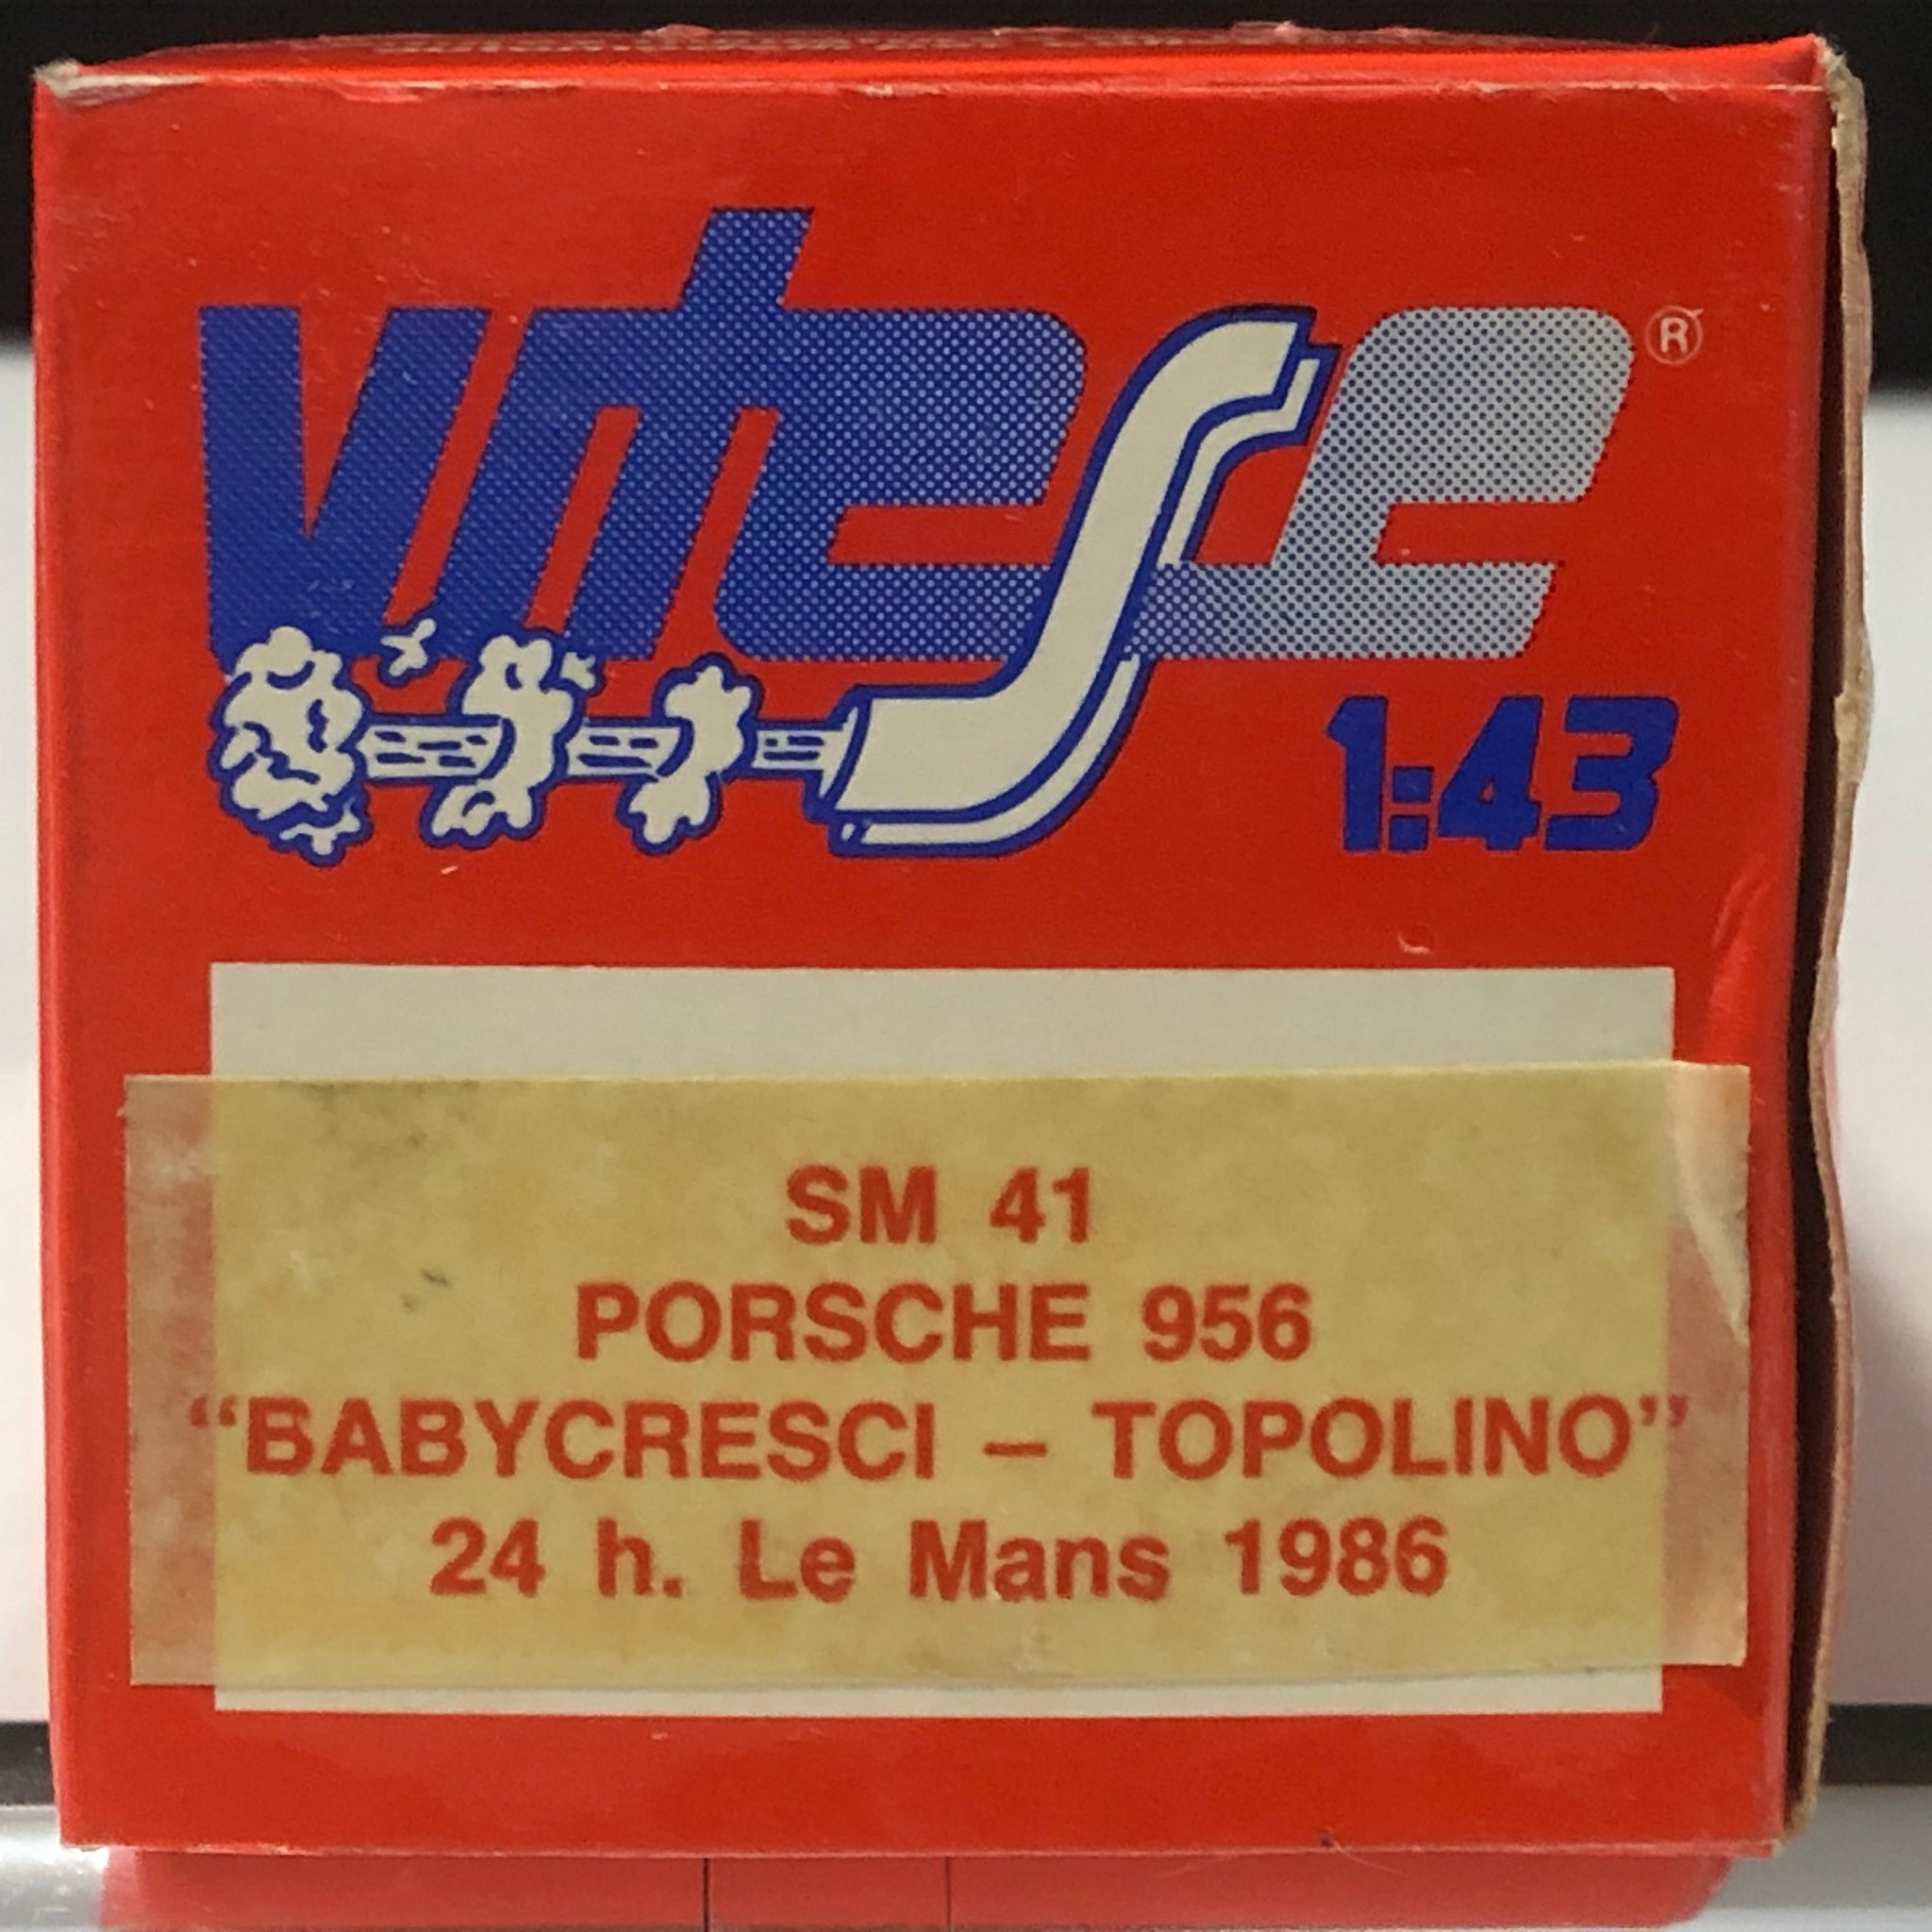 vitesse ®
1:43
SM 41
PORSCHE 956
“BABYCRESCI – TOPOLINO”
24 h. Le Mans 1986